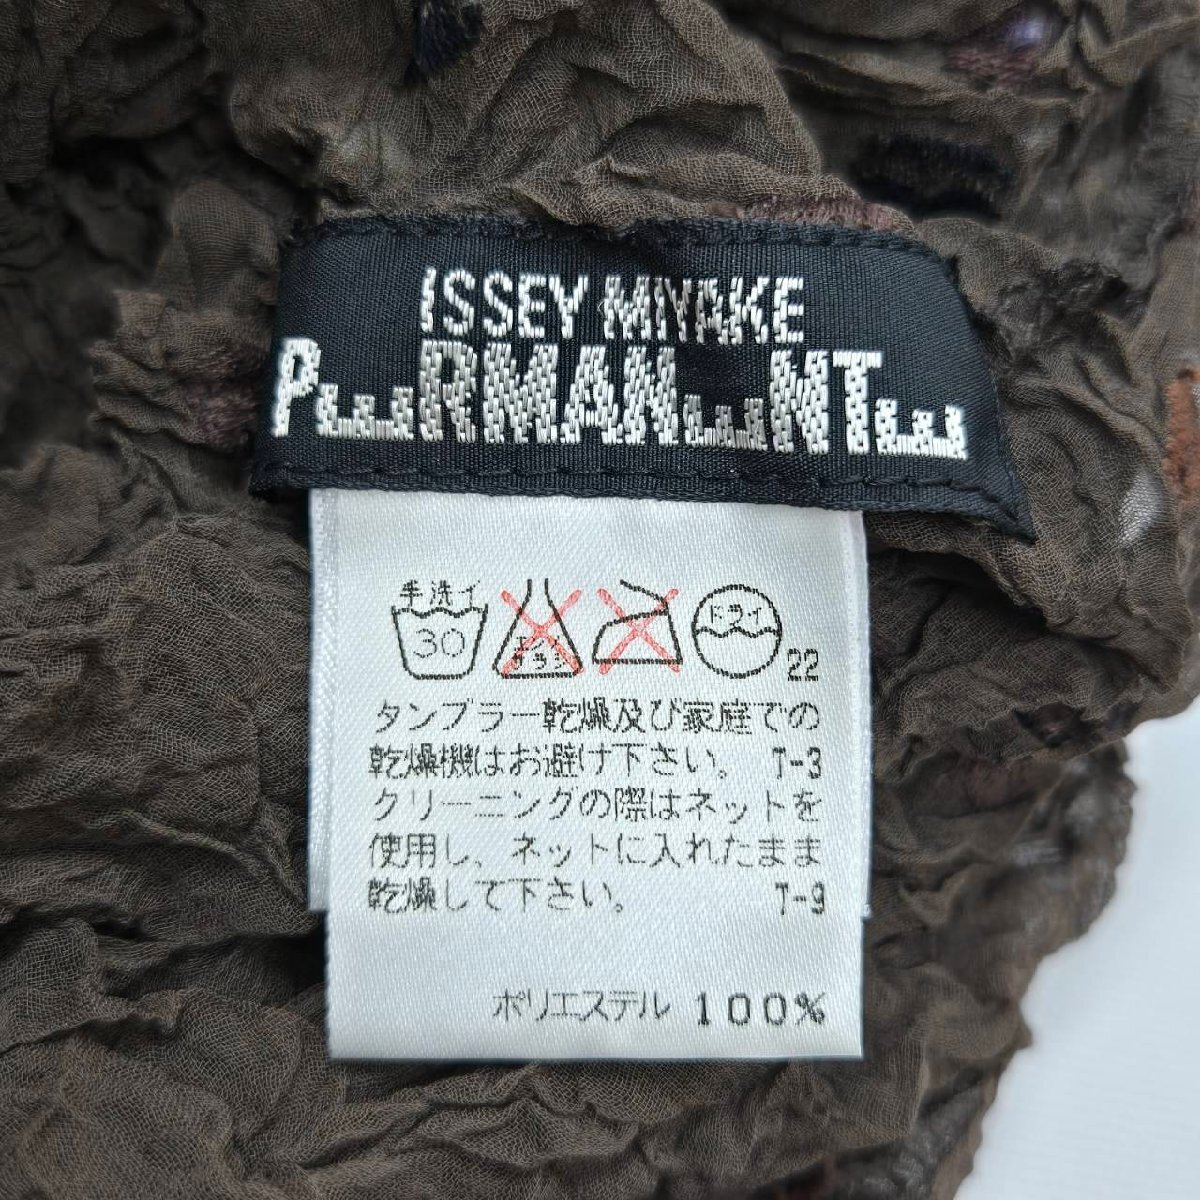 ISSEY MIYAKE
PERMANENTE
手洗イ
30
エンソ
サラシ
ドライ
22
タンブラー乾燥及び家庭での
乾燥機はお避け下さい。 T-3
クリーニングの際はネットを
使用し、ネットに入れたまま
乾燥して下さい。 T-9
ポリエステル 100%